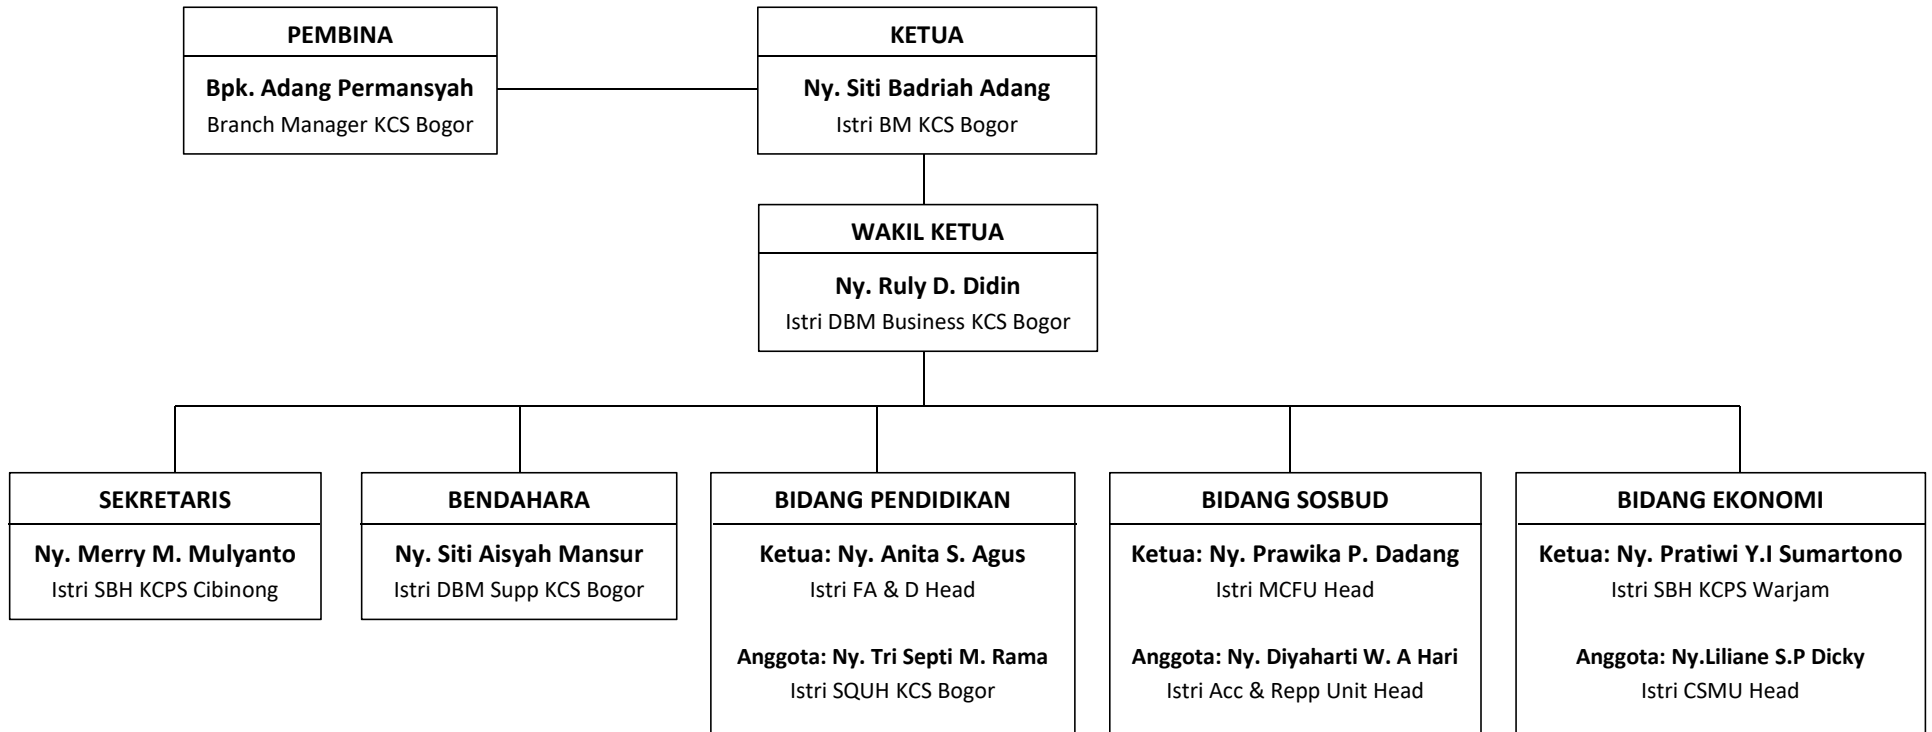 PEMBINA
Bpk. Adang Permansyah
Branch Manager KCS Bogor
KETUA
Ny. Siti Badriah Adang
Istri BM KCS Bogor
WAKIL KETUA
Ny. Ruly D. Didin
Istri DBM Business KCS Bogor
SEKRETARIS
Ny. Merry M. Mulyanto
Istri SBH KCPS Cibinong
BENDAHARA
Ny. Siti Aisyah Mansur
Istri DBM Supp KCS Bogor
BIDANG PENDIDIKAN
Ketua: Ny. Anita S. Agus
Istri FA & D Head
Anggota: Ny. Tri Septi M. Rama
Istri SQUH KCS Bogor
BIDANG SOSBUD
Ketua: Ny. Prawika P. Dadang
Istri MCFU Head
Anggota: Ny. Diyaharti W. A Hari
Istri Acc & Repp Unit Head
BIDANG EKONOMI
Ketua: Ny. Pratiwi Y.I Sumartono
Istri SBH KCPS Warjam
Anggota: Ny.Liliane S.P Dicky
Istri CSMU Head